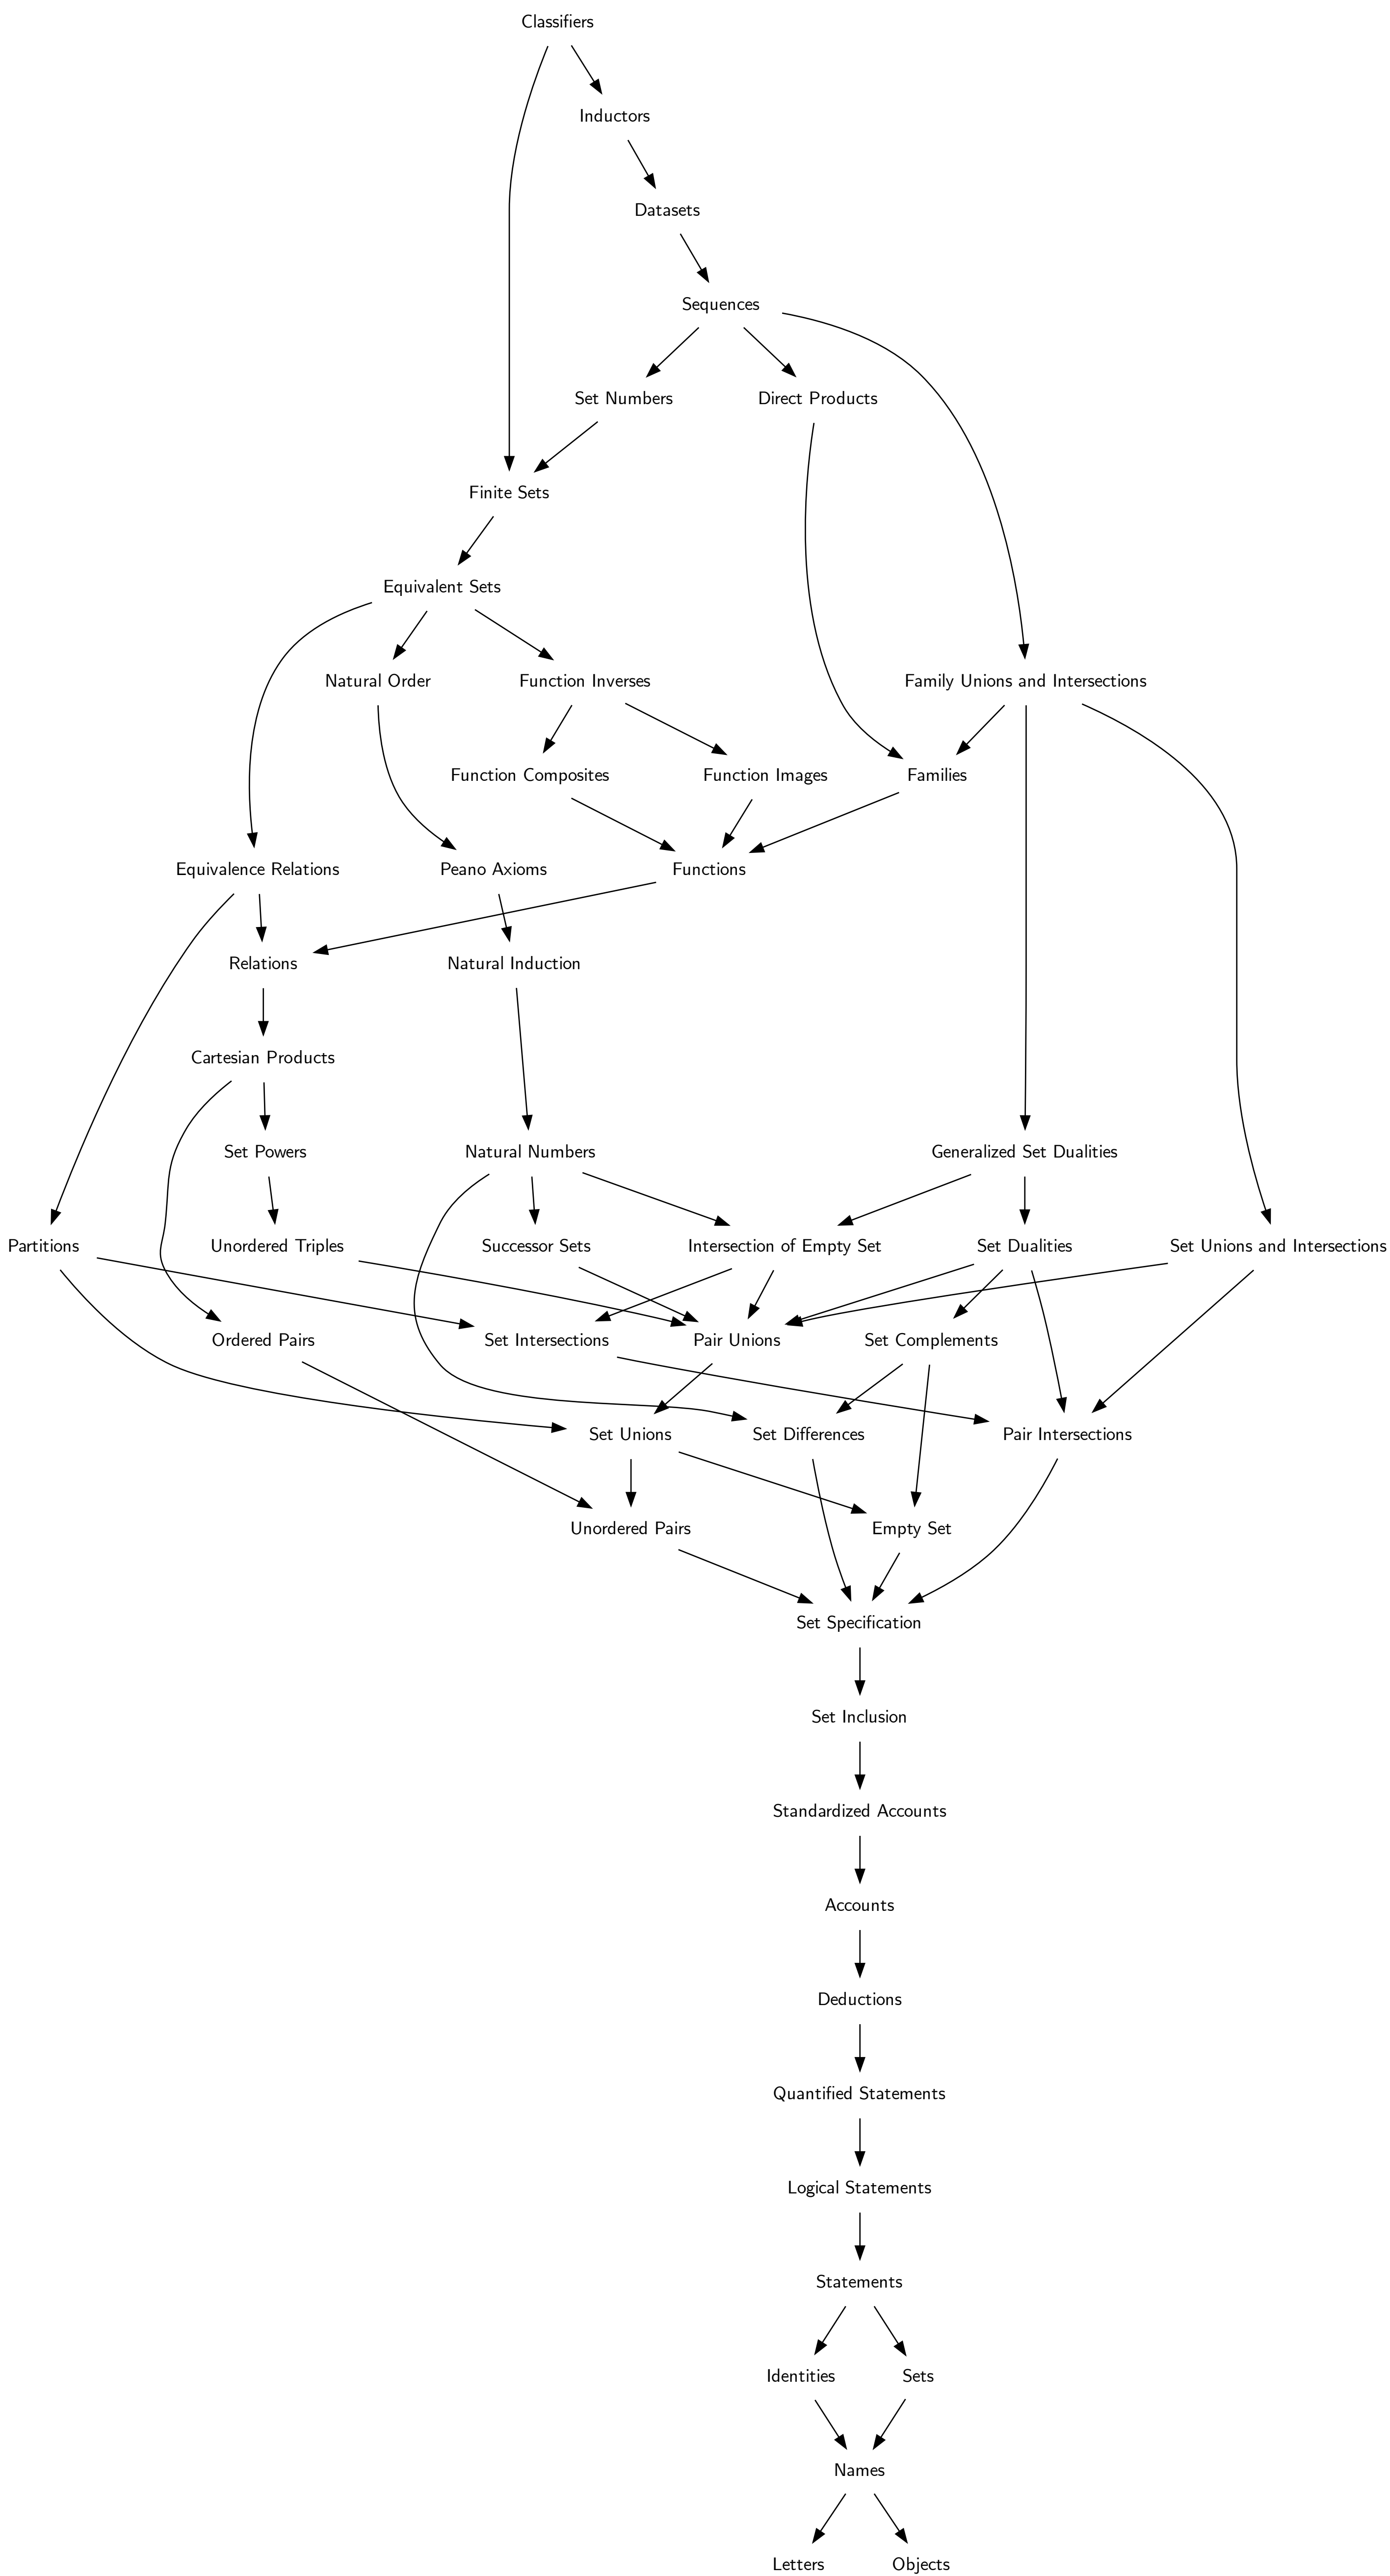 Classifiers
Inductors
Datasets
Sequences
Set Numbers
Direct Products
Finite Sets
Equivalent Sets
Natural Order
Function Inverses
Family Unions and Intersections
Function Composites
Function Images
Families
Equivalence Relations
Peano Axioms
Functions
Relations
Natural Induction
Cartesian Products
Set Powers
Natural Numbers
Generalized Set Dualities
Partitions
Unordered Triples
Successor Sets
Intersection of Empty Set
Set Dualities
Set Unions and Intersections
Ordered Pairs
Set Intersections
Pair Unions
Set Complements
Set Unions
Set Differences
Pair Intersections
Unordered Pairs
Empty Set
Set Specification
Set Inclusion
Standardized Accounts
Accounts
Deductions
Quantified Statements
Logical Statements
Statements
Identities
Sets
Names
Letters
Objects